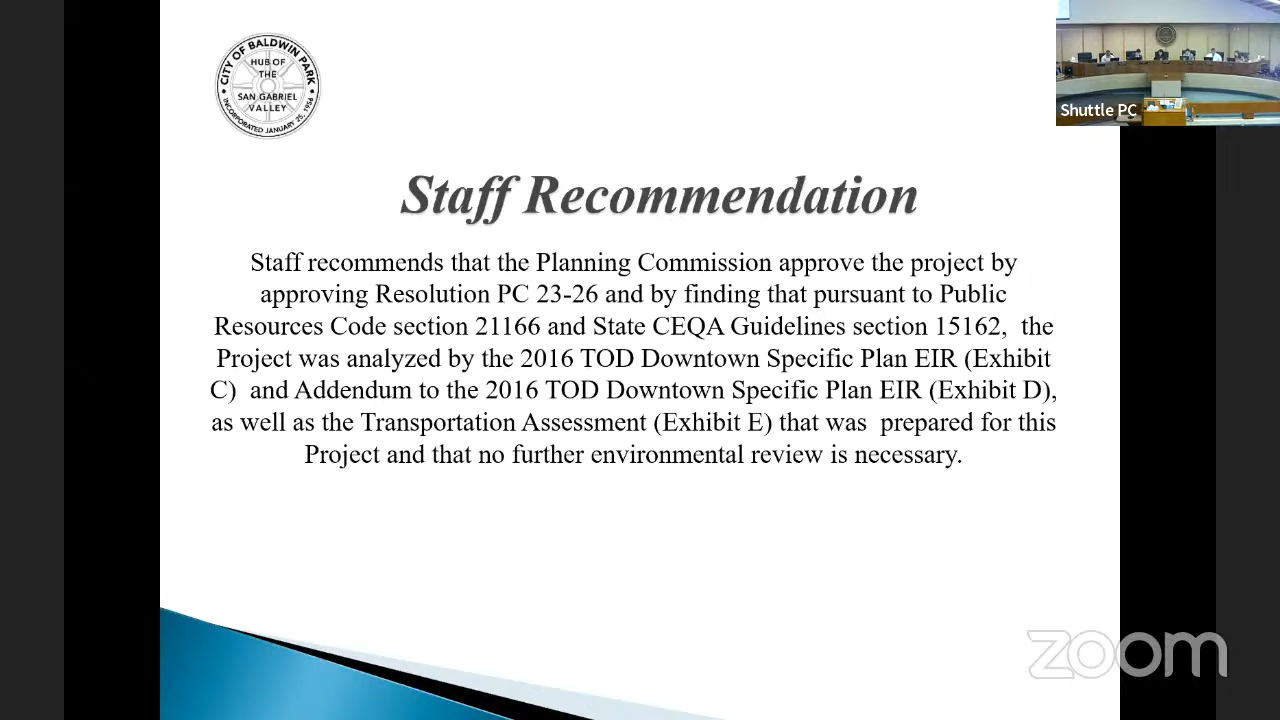 CITY OF BALDWIN PARK
HUB OF
THE
SAN GABRIEL
VALLEY
INCORPORATED JANUARY 25, 1956
Shuttle PC
Staff Recommendation
Staff recommends that the Planning Commission approve the project by
approving Resolution PC 23-26 and by finding that pursuant to Public
Resources Code section 21166 and State CEQA Guidelines section 15162,  the
Project was analyzed by the 2016 TOD Downtown Specific Plan EIR (Exhibit
C)  and Addendum to the 2016 TOD Downtown Specific Plan EIR (Exhibit D),
as well as the Transportation Assessment (Exhibit E) that was  prepared for this
Project and that no further environmental review is necessary.
zoom